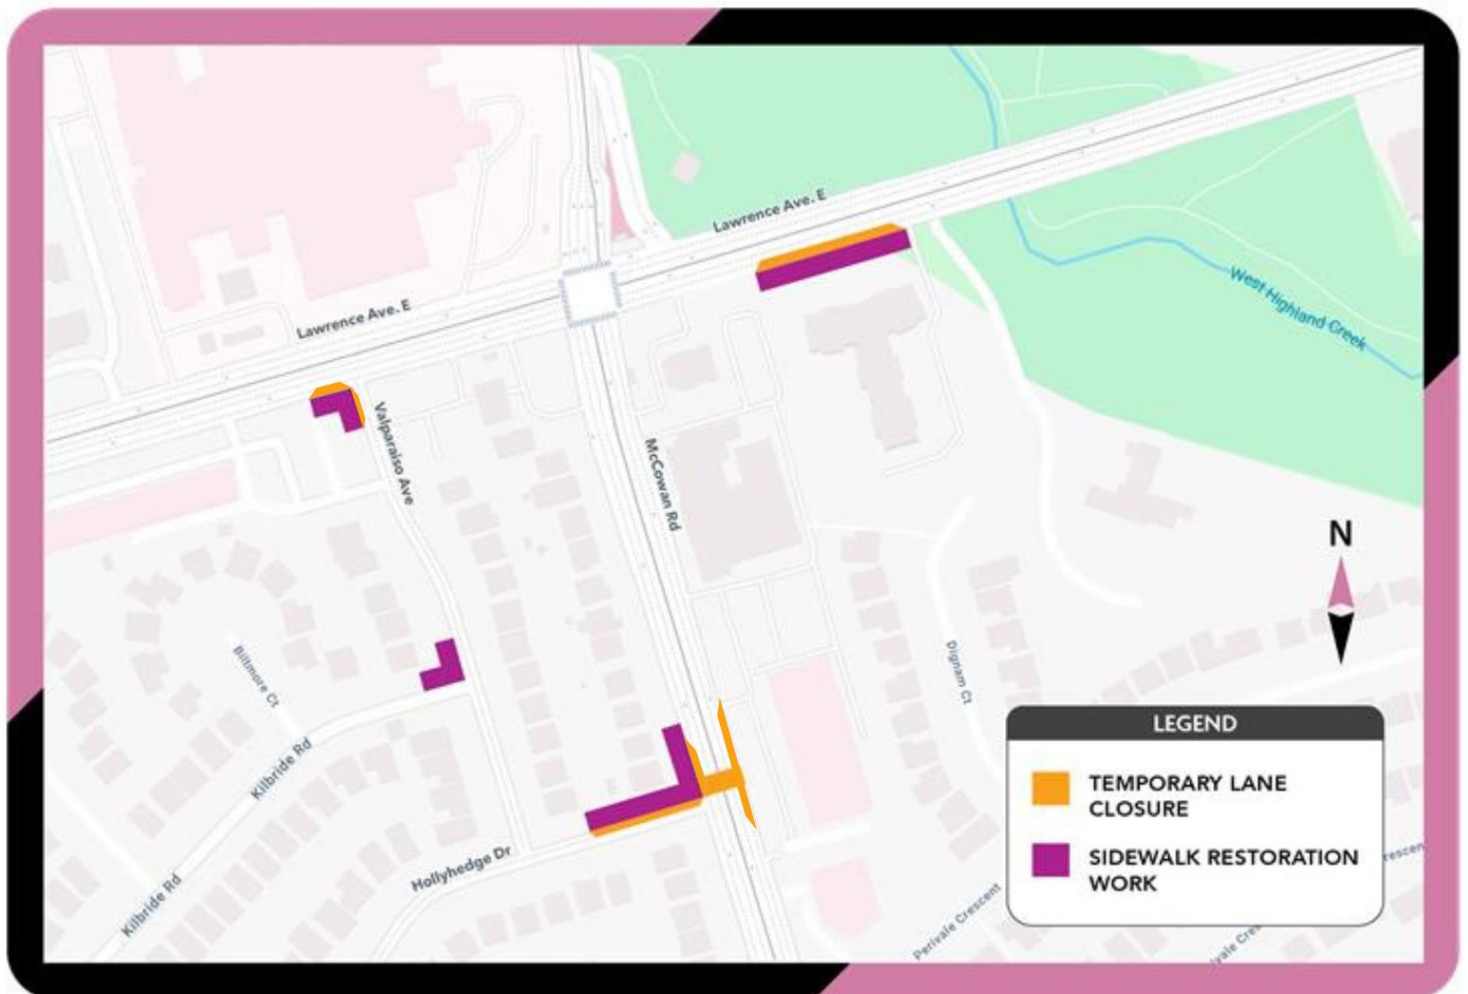 Lawrence Ave. E
Lawrence Ave. E
West Highland Creek
Valparaiso Ave
McCowan Rd
N
Biltmore Ct
Dignam Ct
Kilbride Rd
LEGEND
TEMPORARY LANE
CLOSURE
SIDEWALK RESTORATION
WORK
Hollyhedge Dr
Kilbride Rd
Perivale Crescent